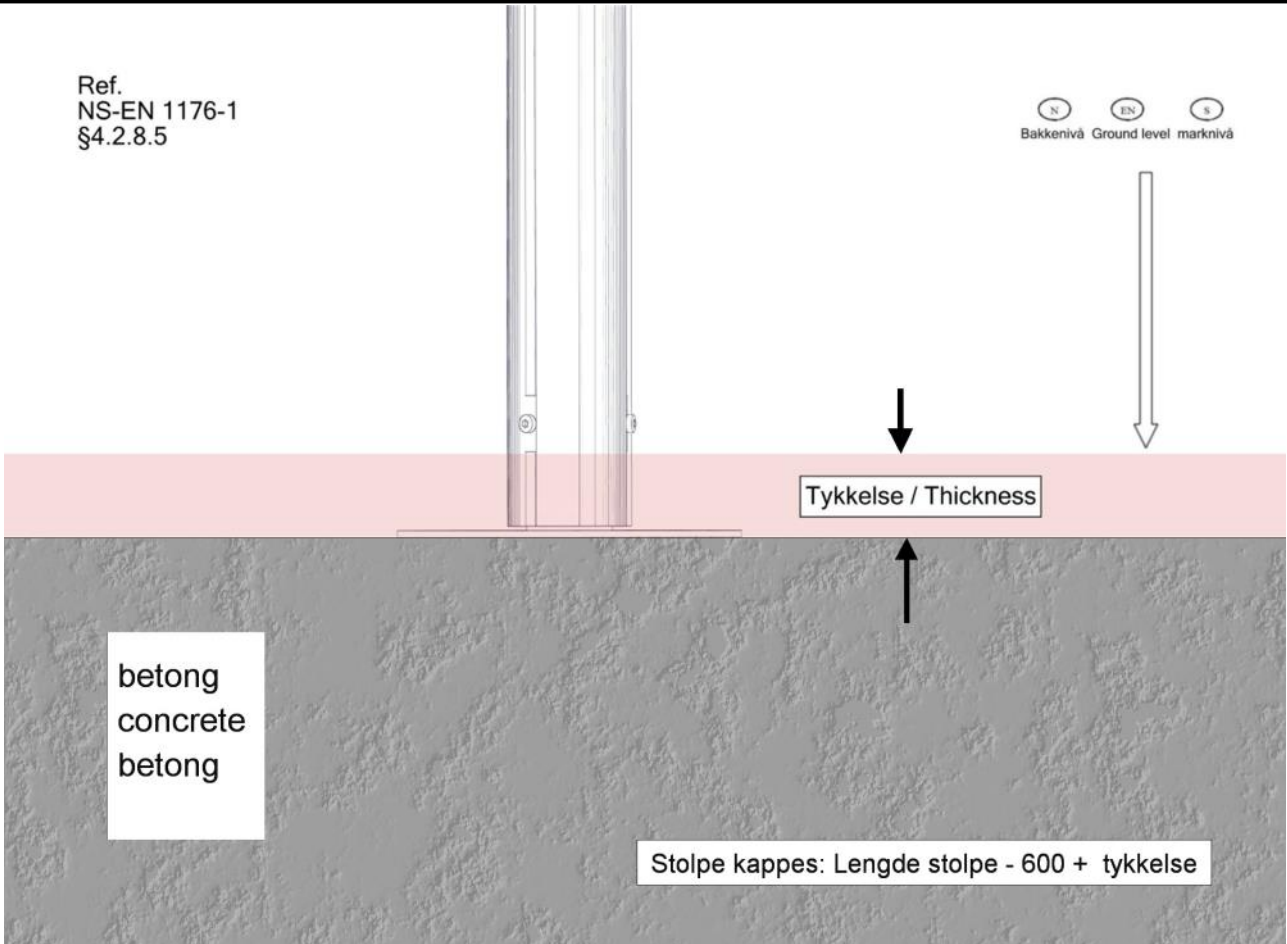 Ref.
NS-EN 1176-1
§4.2.8.5
N EN S
Bakkenivå Ground level marknivå
Tykkelse / Thickness
betong
concrete
betong
Stolpe kappes: Lengde stolpe - 600 + tykkelse